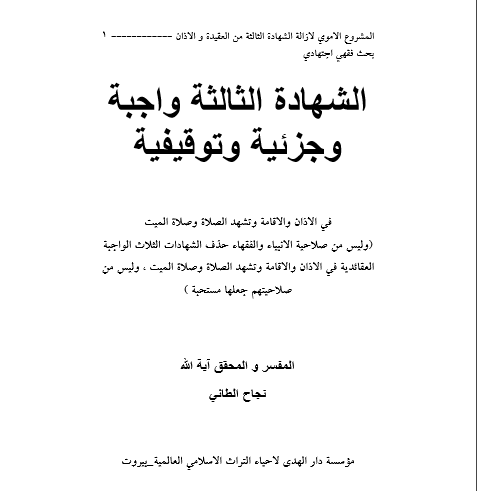 المشروع الاموي لازالة الشهادة الثالثة من العقيدة و الاذان ------------ ١
بحث فقهي اجتهادي
الشهادة الثالثة واجبة
وجزئية وتوقيفية
في الاذان والاقامة وتشهد الصلاة وصلاة الميت
(وليس من صلاحية الانبياء والفقهاء حذف الشهادات الثلاث الواجبة
العقائدية في الاذان والاقامة وتشهد الصلاة وصلاة الميت ، وليس من
صلاحيتهم جعلها مستحبة )
المفسر و المحقق آية الله
نجاح الطائي
مؤسسة دار الهدى لاحياء التراث الاسلامي العالمية_بيروت